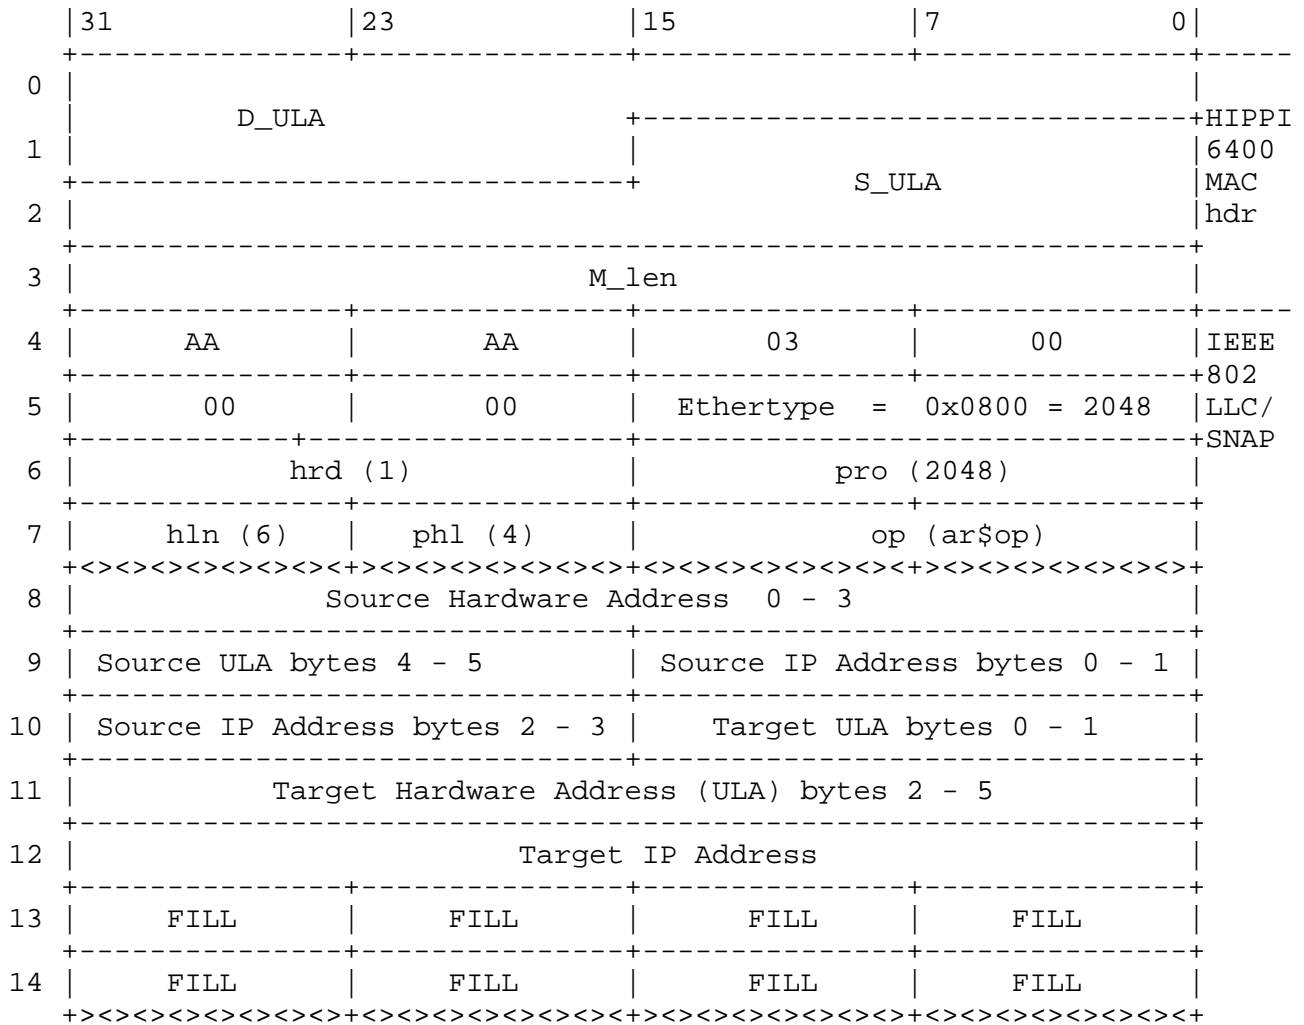 |31 |23 |15 |7 0|
+---------------+---------------+---------------+---------------+-----
0 | |
| D_ULA +-------------------------------+HIPPI
1 | | |6400
+-------------------------------+ S_ULA |MAC
2 | |hdr
+---------------------------------------------------------------+
3 | M_len |
+---------------+---------------+---------------+---------------+-----
4 | AA | AA | 03 | 00 |IEEE
+---------------+---------------+---------------+---------------+802
5 | 00 | 00 | Ethertype = 0x0800 = 2048 |LLC/
+------------+------------------+-------------------------------+SNAP
6 | hrd (1) | pro (2048) |
+---------------+---------------+---------------+---------------+
7 | hln (6) | phl (4) | op (ar$op) |
+<><><><><><><><+><><><><><><><>+<><><><><><><><+><><><><><><><>+
8 | Source Hardware Address 0 - 3 |
+-------------------------------+-------------------------------+
9 | Source ULA bytes 4 - 5 | Source IP Address bytes 0 - 1 |
+-------------------------------+-------------------------------+
10 | Source IP Address bytes 2 - 3 | Target ULA bytes 0 - 1 |
+-------------------------------+-------------------------------+
11 | Target Hardware Address (ULA) bytes 2 - 5 |
+---------------------------------------------------------------+
12 | Target IP Address |
+---------------+---------------+---------------+---------------+
13 | FILL | FILL | FILL | FILL |
+---------------+---------------+---------------+---------------+
14 | FILL | FILL | FILL | FILL |
+><><><><><><><>+<><><><><><><><+><><><><><><><>+<><><><><><><><+